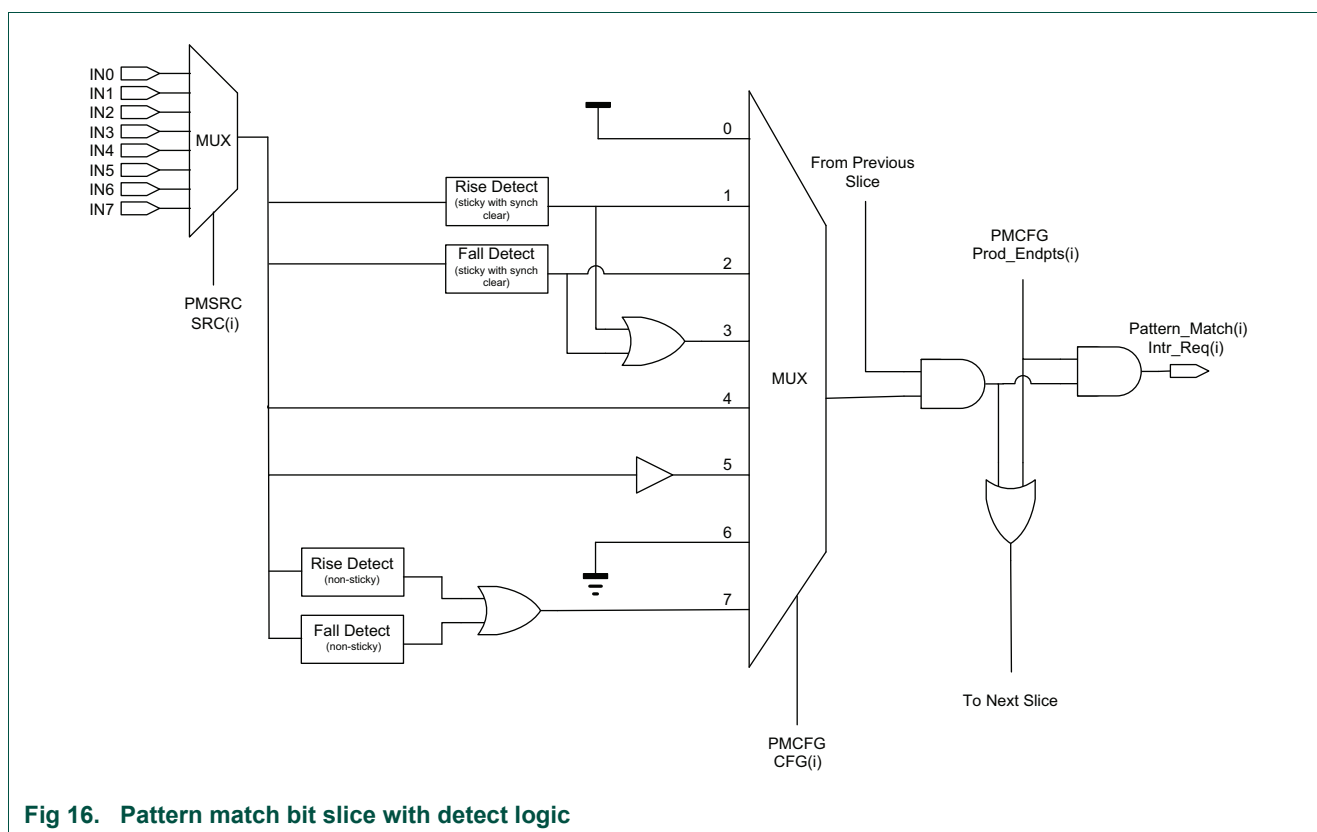 IN0
IN1
IN2
IN3
IN4
IN5
IN6
IN7
MUX
PMSRC
SRC(i)
Rise Detect
(sticky with synch
clear)
Fall Detect
(sticky with synch
clear)
Rise Detect
(non-sticky)
Fall Detect
(non-sticky)
0
1
2
3
4
5
6
7
MUX
PMCFG
CFG(i)
From Previous
Slice
PMCFG
Prod_Endpts(i)
Pattern_Match(i)
Intr_Req(i)
To Next Slice
Fig 16. Pattern match bit slice with detect logic